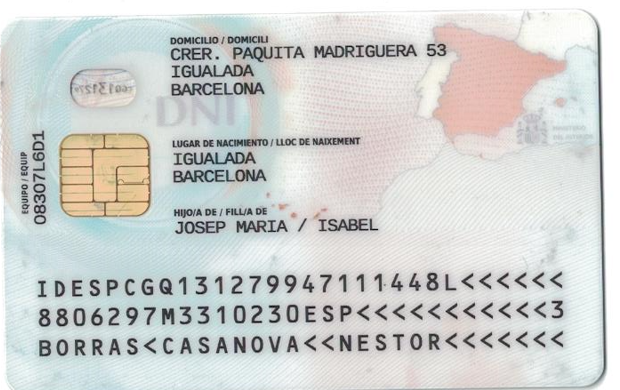 DOMICILIO / DOMICILI
CRER. PAQUITA MADRIGUERA 53
IGUALADA
BARCELONA
DNI
LUGAR DE NACIMIENTO / LLOC DE NAIXEMENT
IGUALADA
BARCELONA
HIJO/A DE / FILL/A DE
JOSEP MARIA / ISABEL
EQUIPO / EQUIP
08307L6D1
IDESPCGQ131279947111448L<<<<<<
8806297M3310230ESP<<<<<<<<<<<3
BORRAS<CASANOVA<<NESTOR<<<<<<<